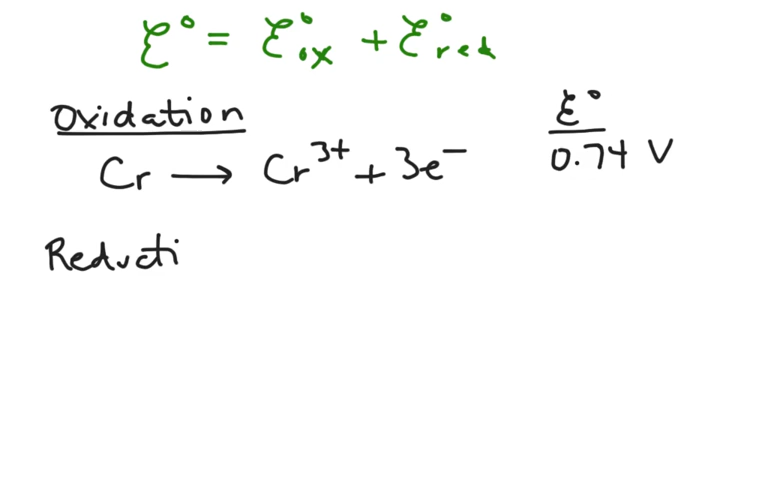 ℰ° = ℰ°ox + ℰ°red
Oxidation ℰ°
Cr → Cr³⁺ + 3e⁻ 0.74 V
Reducti